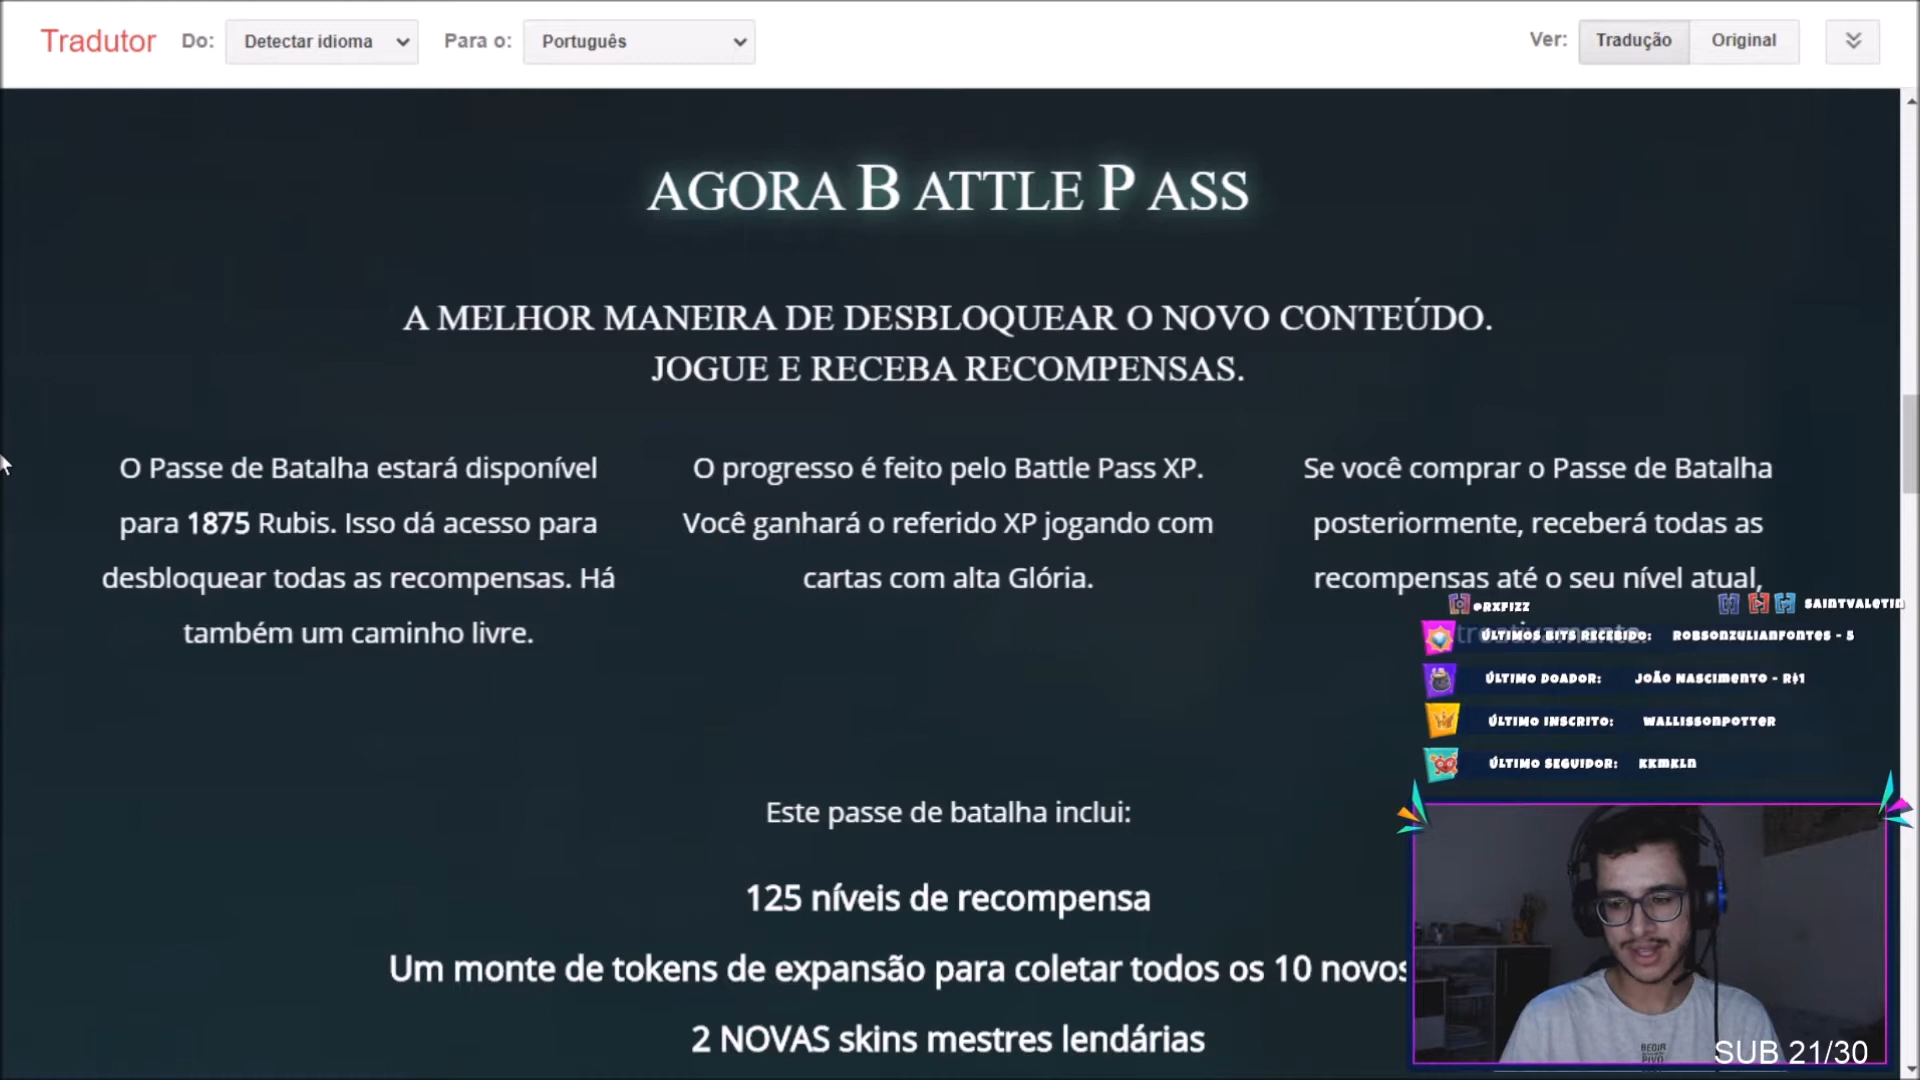 Tradutor Do: Detectar idioma Para o: Português Ver: Tradução Original
AGORA B ATTLE P ASS
A MELHOR MANEIRA DE DESBLOQUEAR O NOVO CONTEÚDO.
JOGUE E RECEBA RECOMPENSAS.
O Passe de Batalha estará disponível
para 1875 Rubis. Isso dá acesso para
desbloquear todas as recompensas. Há
também um caminho livre.
O progresso é feito pelo Battle Pass XP.
Você ganhará o referido XP jogando com
cartas com alta Glória.
Se você comprar o Passe de Batalha
posteriormente, receberá todas as
recompensas até o seu nível atual,
@RXFIZZ SAINTVALETIN
ÚLTIMOS BITS RECEBIDO: ROBSONZULIANFONTES - 5
ÚLTIMO DOADOR: JOÃO NASCIMENTO - R$1
ÚLTIMO INSCRITO: WALLISSONPOTTER
ÚLTIMO SEGUIDOR: KKMKLN
Este passe de batalha inclui:
125 níveis de recompensa
Um monte de tokens de expansão para coletar todos os 10 novos
2 NOVAS skins mestres lendárias
SUB 21/30